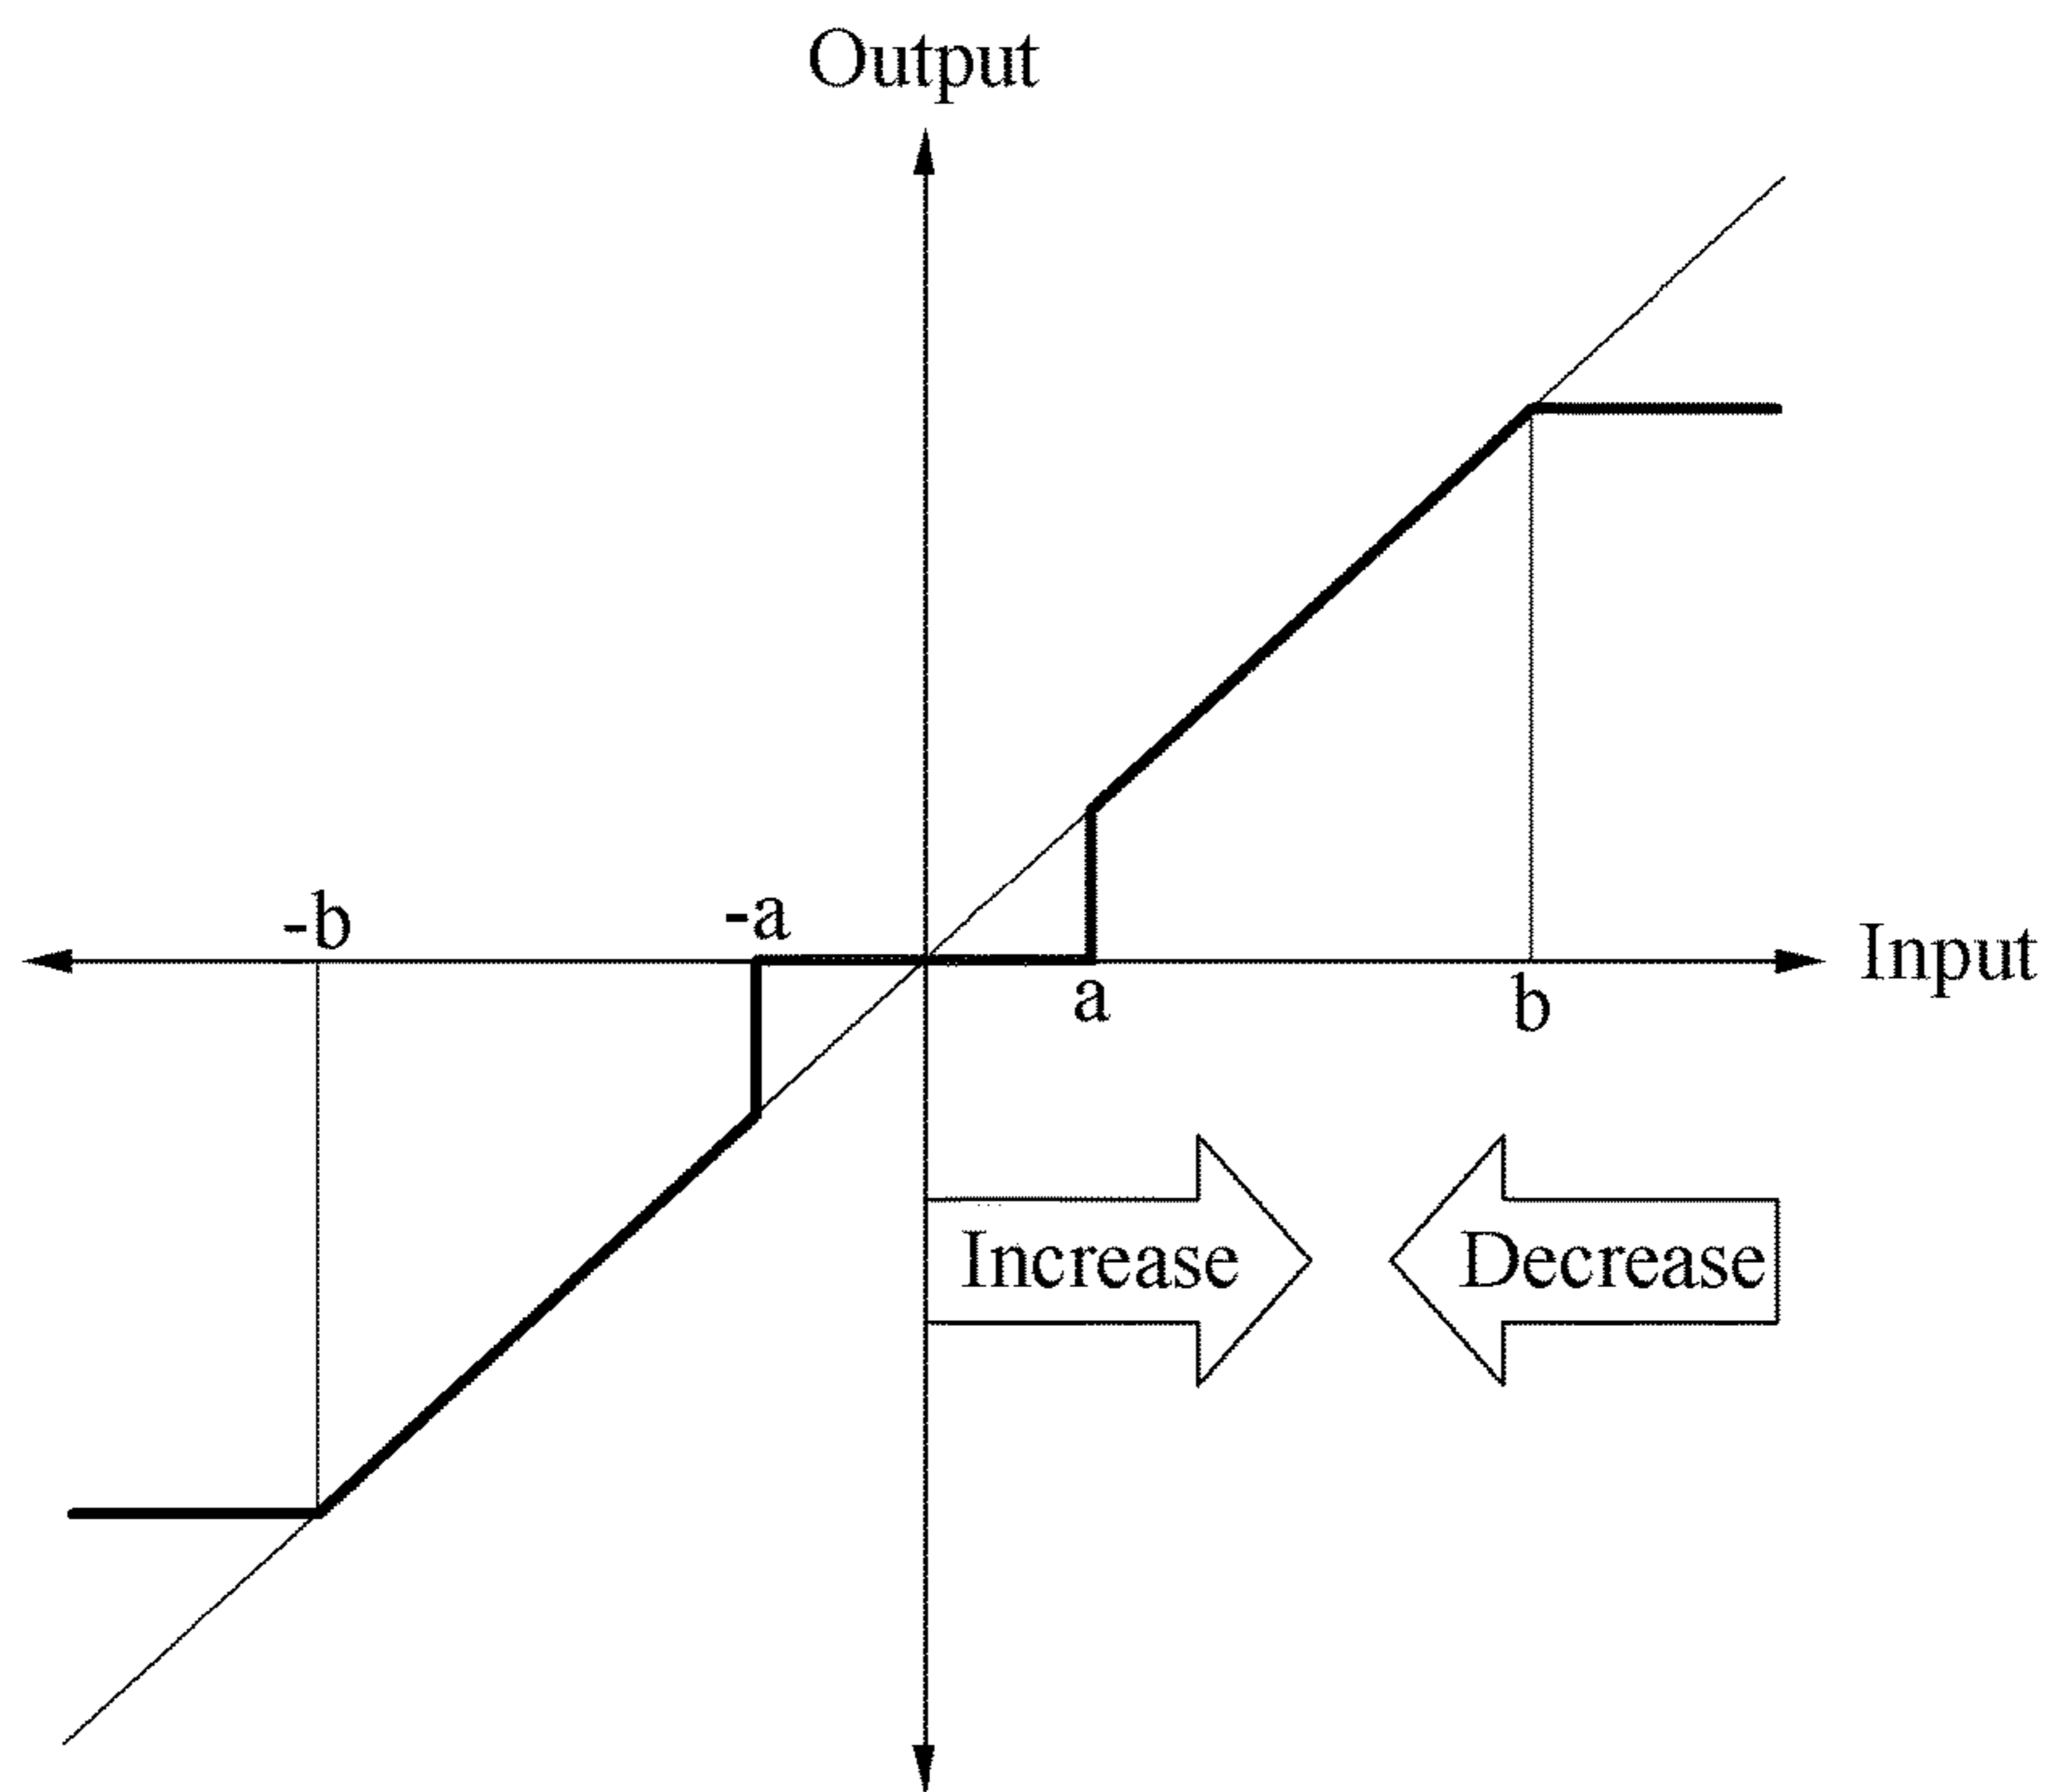 Output
-b
-a
Input
a
b
Increase
Decrease